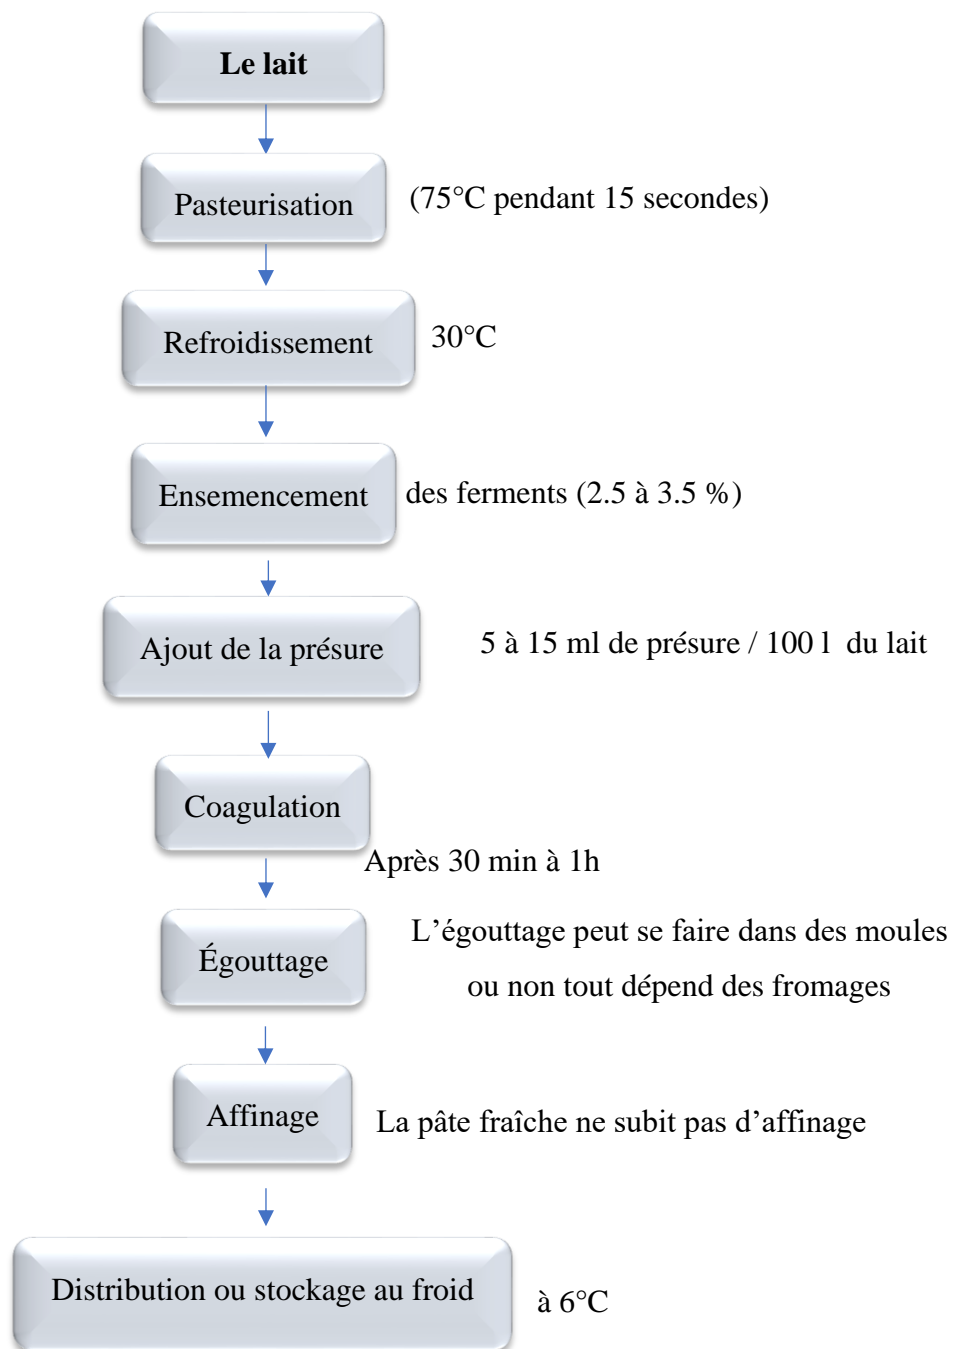 Le lait
Pasteurisation
(75°C pendant 15 secondes)
Refroidissement
30°C
Ensemencement
des ferments (2.5 à 3.5 %)
Ajout de la présure
5 à 15 ml de présure / 100 l du lait
Coagulation
Après 30 min à 1h
Égouttage
L’égouttage peut se faire dans des moules
ou non tout dépend des fromages
Affinage
La pâte fraîche ne subit pas d’affinage
Distribution ou stockage au froid
à 6°C